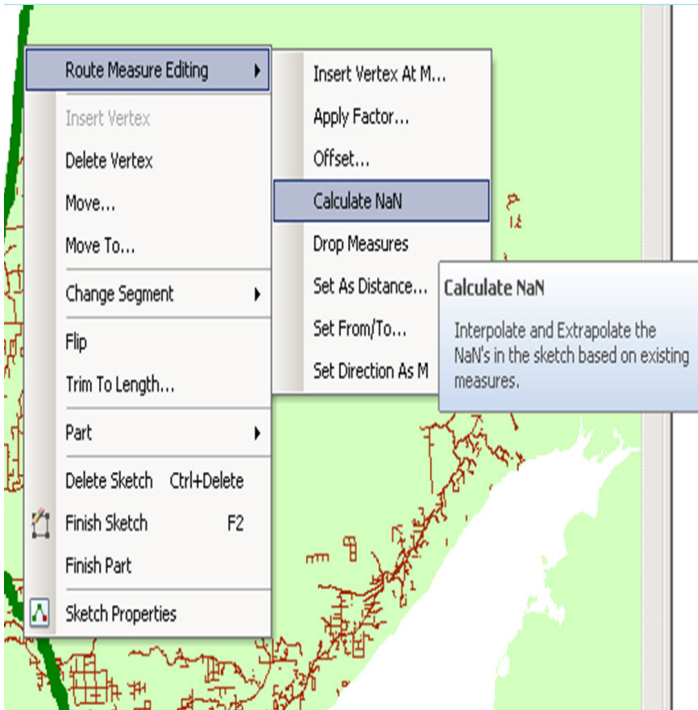 Route Measure Editing
Insert Vertex
Delete Vertex
Move...
Move To...
Change Segment
Flip
Trim To Length...
Part
Delete Sketch Ctrl+Delete
Finish Sketch F2
Finish Part
Sketch Properties
Insert Vertex At M...
Apply Factor...
Offset...
Calculate NaN
Drop Measures
Set As Distance...
Set From/To...
Set Direction As M
Calculate NaN
Interpolate and Extrapolate the
NaN's in the sketch based on existing
measures.